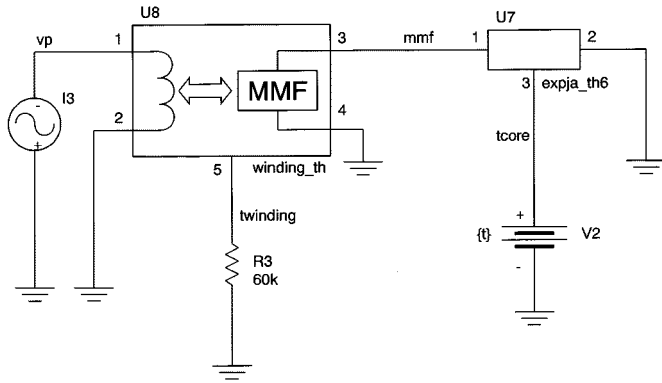 U8
U7
vp
1
3
mmf
1
2
I3
-
+
MMF
3
expja_th6
2
4
tcore
5
winding_th
twinding
+
{t}
V2
-
R3
60k